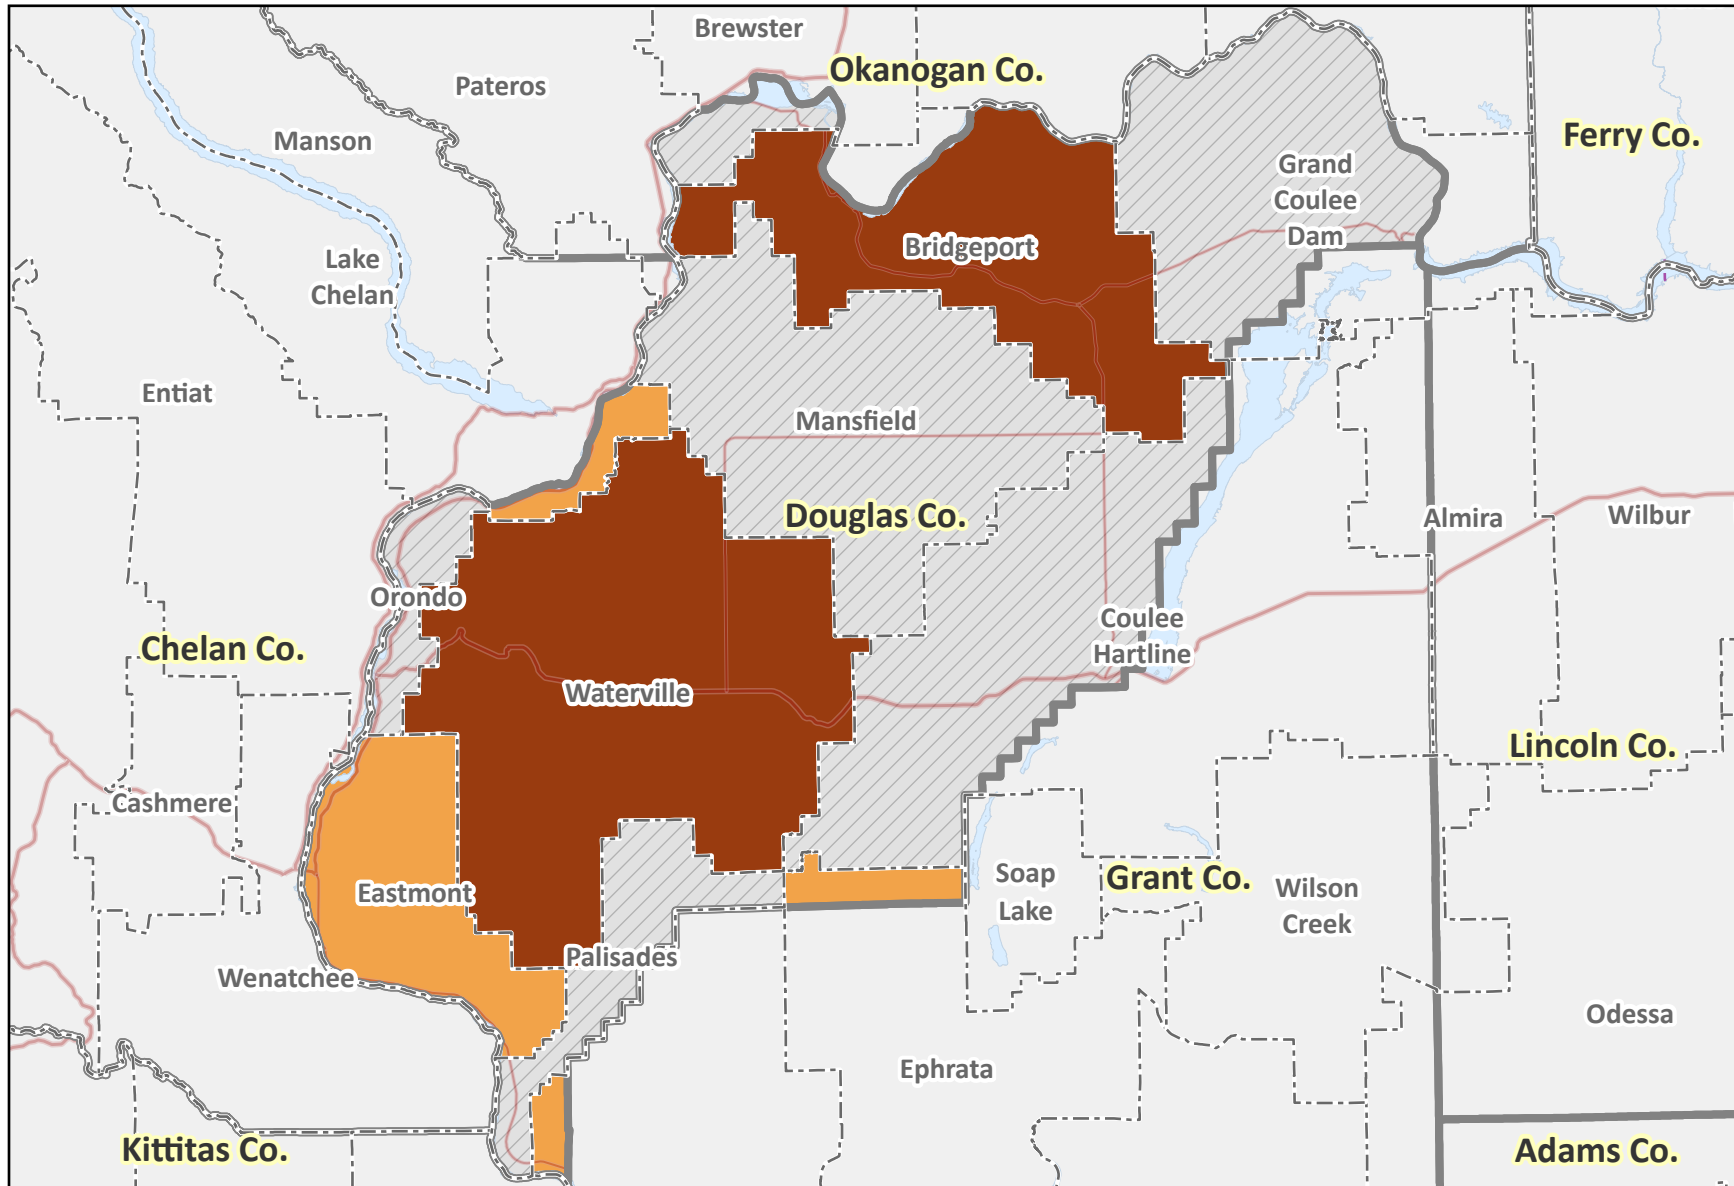 Brewster
Okanogan Co.
Pateros
Manson
Ferry Co.
Grand
Coulee
Dam
Bridgeport
Lake
Chelan
Entiat
Mansfield
Douglas Co.
Almira
Wilbur
Orondo
Coulee
Hartline
Chelan Co.
Waterville
Lincoln Co.
Cashmere
Eastmont
Soap
Lake
Grant Co.
Wilson
Creek
Palisades
Wenatchee
Odessa
Ephrata
Kittitas Co.
Adams Co.